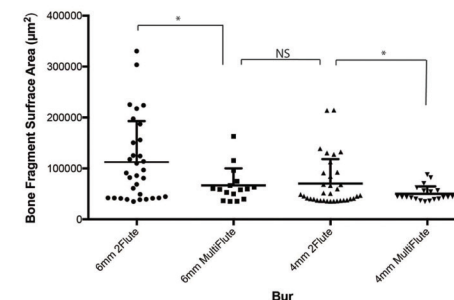 Bone Fragment Surfrace Area (µm²)
400000
300000
200000
100000
0
*
NS
*
6mm 2Flute
6mm MultiFlute
4mm 2Flute
4mm MultiFlute
Bur